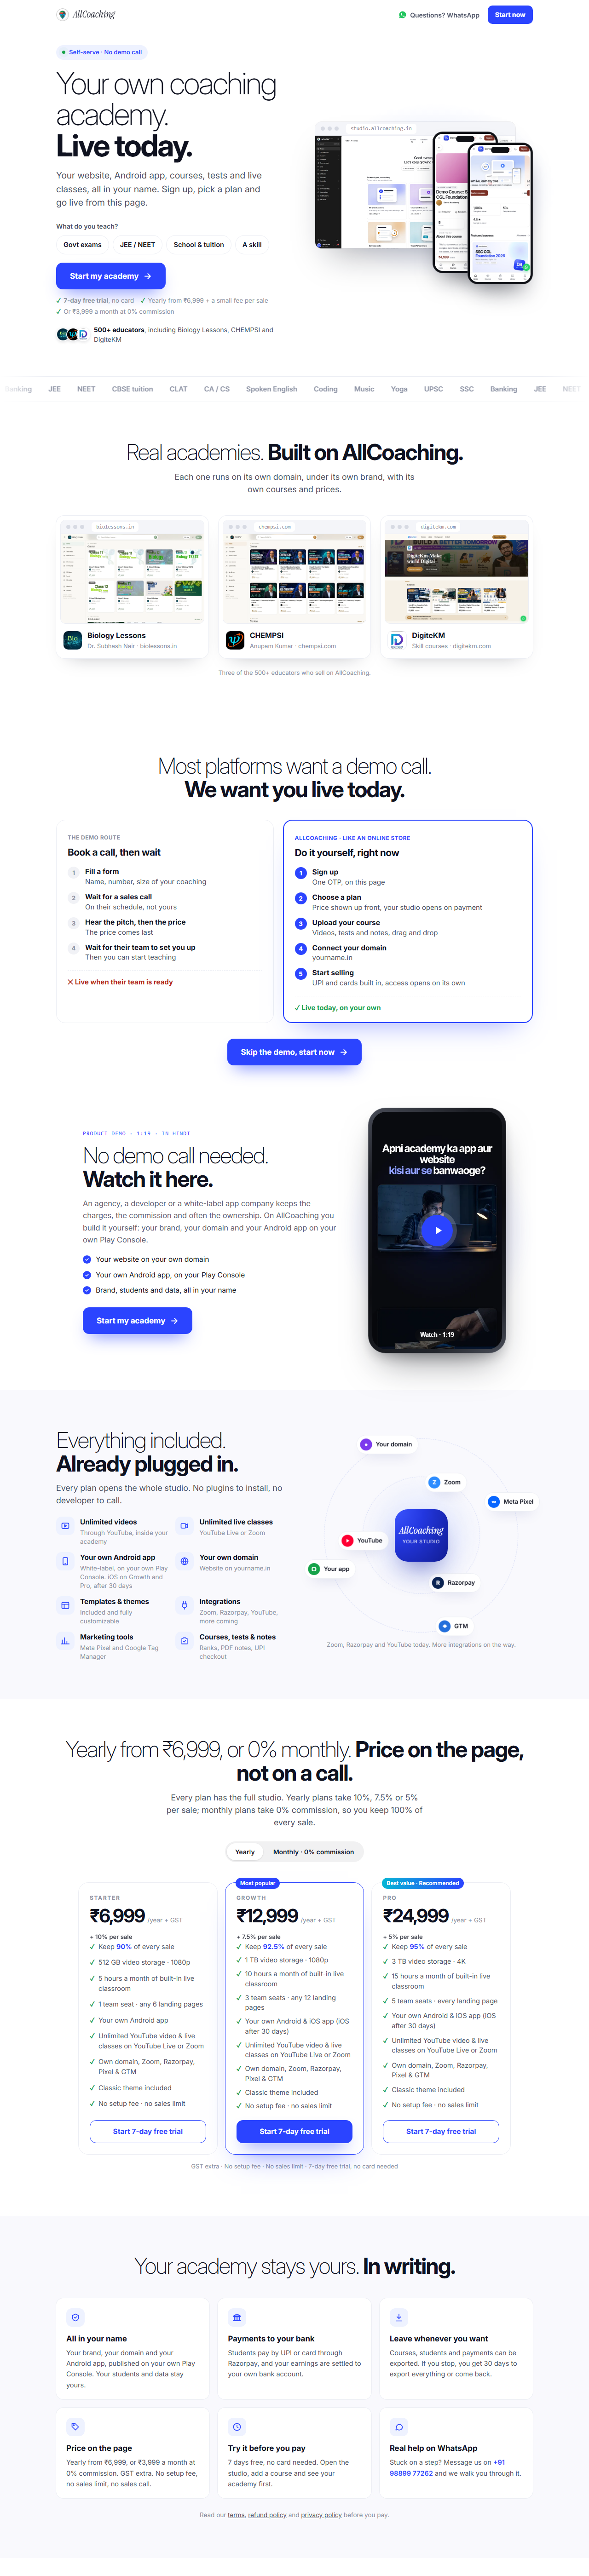 AllCoaching
Questions? WhatsApp
Start now
Self-serve · No demo call
Your own coaching
academy.
Live today.
Your website, Android app, courses, tests and live
classes, all in your name. Sign up, pick a plan and
go live from this page.
What do you teach?
Govt exams
JEE / NEET
School & tuition
A skill
Start my academy →
✓ 7-day free trial, no card ✓ Yearly from ₹6,999 + a small fee per sale
✓ Or ₹3,999 a month at 0% commission
500+ educators, including Biology Lessons, CHEMPSI and
DigiteKM
studio.allcoaching.in
Banking JEE NEET CBSE tuition CLAT CA / CS Spoken English Coding Music Yoga UPSC SSC Banking JEE NEET
Real academies. Built on AllCoaching.
Each one runs on its own domain, under its own brand, with its
own courses and prices.
biolessons.in
chempsi.com
digitekm.com
Biology Lessons
Dr. Subhash Nair · biolessons.in
CHEMPSI
Anupam Kumar · chempsi.com
DigiteKM
Skill courses · digitekm.com
Three of the 500+ educators who sell on AllCoaching.
Most platforms want a demo call.
We want you live today.
THE DEMO ROUTE
Book a call, then wait
1 Fill a form
Name, number, size of your coaching
2 Wait for a sales call
On their schedule, not yours
3 Hear the pitch, then the price
The price comes last
4 Wait for their team to set you up
Then you can start teaching
✕ Live when their team is ready
ALLCOACHING · LIKE AN ONLINE STORE
Do it yourself, right now
1 Sign up
One OTP, on this page
2 Choose a plan
Price shown up front, your studio opens on payment
3 Upload your course
Videos, tests and notes, drag and drop
4 Connect your domain
yourname.in
5 Start selling
UPI and cards built in, access opens on its own
✓ Live today, on your own
Skip the demo, start now →
PRODUCT DEMO · 1:19 · IN HINDI
No demo call needed.
Watch it here.
An agency, a developer or a white-label app company keeps the
charges, the commission and often the ownership. On AllCoaching you
build it yourself: your brand, your domain and your Android app on your
own Play Console.
Your website on your own domain
Your own Android app, on your Play Console
Brand, students and data, all in your name
Start my academy →
Apni academy ka app aur
website
kisi aur se banwaoge?
Watch · 1:19
Everything included.
Already plugged in.
Every plan opens the whole studio. No plugins to install, no
developer to call.
Unlimited videos
Through YouTube, inside your
academy
Unlimited live classes
YouTube Live or Zoom
Your own Android app
White-label, on your own Play
Console. iOS on Growth and
Pro, after 30 days
Your own domain
Website on yourname.in
Templates & themes
Included and fully
customizable
Integrations
Zoom, Razorpay, YouTube,
more coming
Marketing tools
Meta Pixel and Google Tag
Manager
Courses, tests & notes
Ranks, PDF notes, UPI
checkout
Your domain
Z Zoom
Meta Pixel
AllCoaching
YOUR STUDIO
YouTube
Your app
R Razorpay
GTM
Zoom, Razorpay and YouTube today. More integrations on the way.
Yearly from ₹6,999, or 0% monthly. Price on the page,
not on a call.
Every plan has the full studio. Yearly plans take 10%, 7.5% or 5%
per sale; monthly plans take 0% commission, so you keep 100% of
every sale.
Yearly
Monthly · 0% commission
STARTER
₹6,999 /year + GST
+ 10% per sale
✓ Keep 90% of every sale
✓ 512 GB video storage · 1080p
✓ 5 hours a month of built-in live
classroom
✓ 1 team seat · any 6 landing pages
✓ Your own Android app
✓ Unlimited YouTube video & live
classes on YouTube Live or Zoom
✓ Own domain, Zoom, Razorpay,
Pixel & GTM
✓ Classic theme included
✓ No setup fee · no sales limit
Start 7-day free trial
Most popular
GROWTH
₹12,999 /year + GST
+ 7.5% per sale
✓ Keep 92.5% of every sale
✓ 1 TB video storage · 1080p
✓ 10 hours a month of built-in live
classroom
✓ 3 team seats · any 12 landing
pages
✓ Your own Android & iOS app (iOS
after 30 days)
✓ Unlimited YouTube video & live
classes on YouTube Live or Zoom
✓ Own domain, Zoom, Razorpay,
Pixel & GTM
✓ Classic theme included
✓ No setup fee · no sales limit
Start 7-day free trial
Best value · Recommended
PRO
₹24,999 /year + GST
+ 5% per sale
✓ Keep 95% of every sale
✓ 3 TB video storage · 4K
✓ 15 hours a month of built-in live
classroom
✓ 5 team seats · every landing page
✓ Your own Android & iOS app (iOS
after 30 days)
✓ Unlimited YouTube video & live
classes on YouTube Live or Zoom
✓ Own domain, Zoom, Razorpay,
Pixel & GTM
✓ Classic theme included
✓ No setup fee · no sales limit
Start 7-day free trial
GST extra · No setup fee · No sales limit · 7-day free trial, no card needed
Your academy stays yours. In writing.
All in your name
Your brand, your domain and your
Android app, published on your own Play
Console. Your students and data stay
yours.
Payments to your bank
Students pay by UPI or card through
Razorpay, and your earnings are settled to
your own bank account.
Leave whenever you want
Courses, students and payments can be
exported. If you stop, you get 30 days to
export everything or come back.
Price on the page
Yearly from ₹6,999, or ₹3,999 a month at
0% commission. GST extra. No setup fee,
no sales limit, no sales call.
Try it before you pay
7 days free, no card needed. Open the
studio, add a course and see your
academy first.
Real help on WhatsApp
Stuck on a step? Message us on +91
98899 77262 and we walk you through it.
Read our terms, refund policy and privacy policy before you pay.